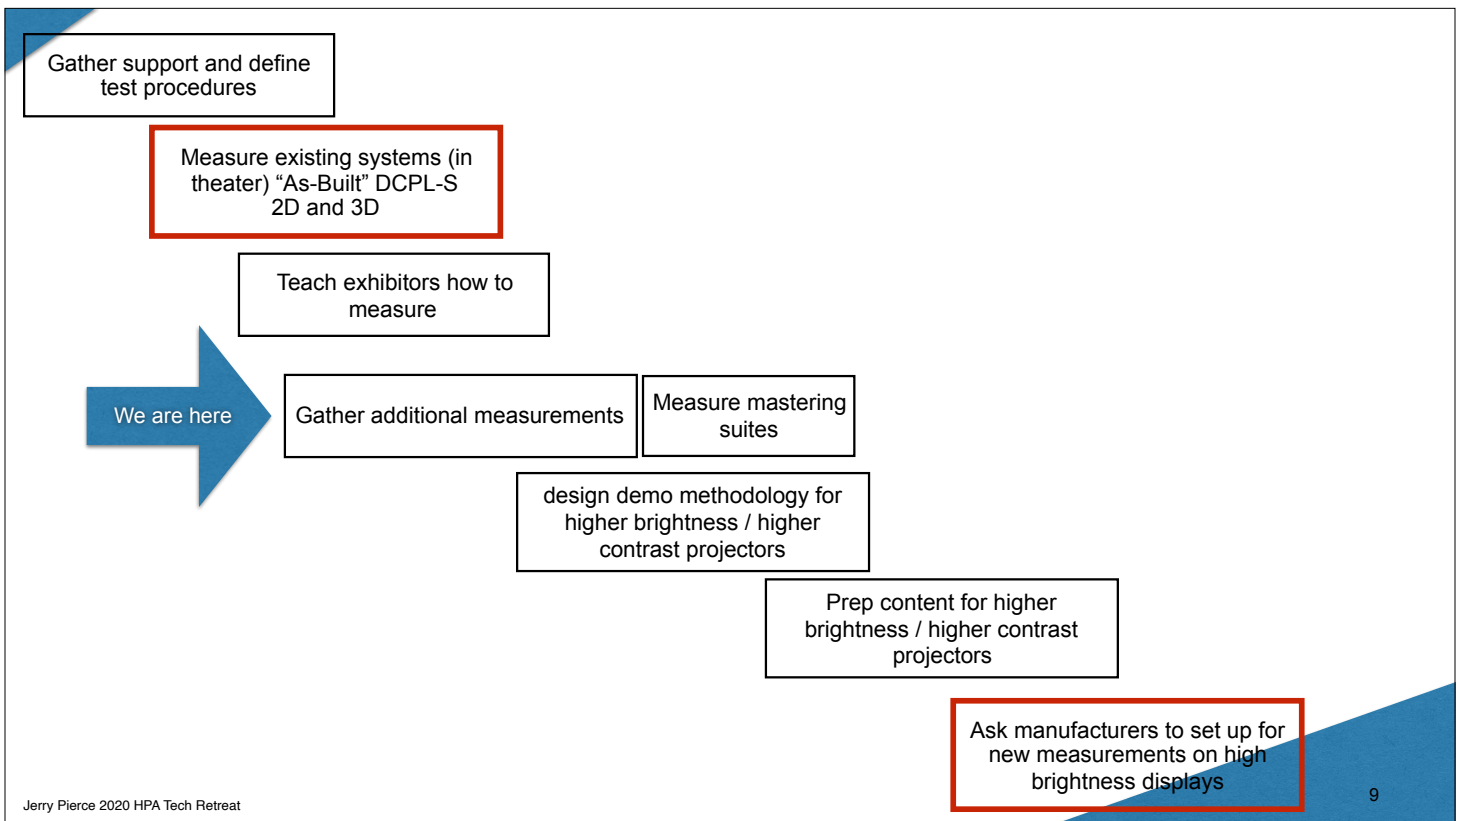 Gather support and define
test procedures
Measure existing systems (in
theater) “As-Built” DCPL-S
2D and 3D
Teach exhibitors how to
measure
We are here
Gather additional measurements
Measure mastering
suites
design demo methodology for
higher brightness / higher
contrast projectors
Prep content for higher
brightness / higher contrast
projectors
Ask manufacturers to set up for
new measurements on high
brightness displays
Jerry Pierce 2020 HPA Tech Retreat
9